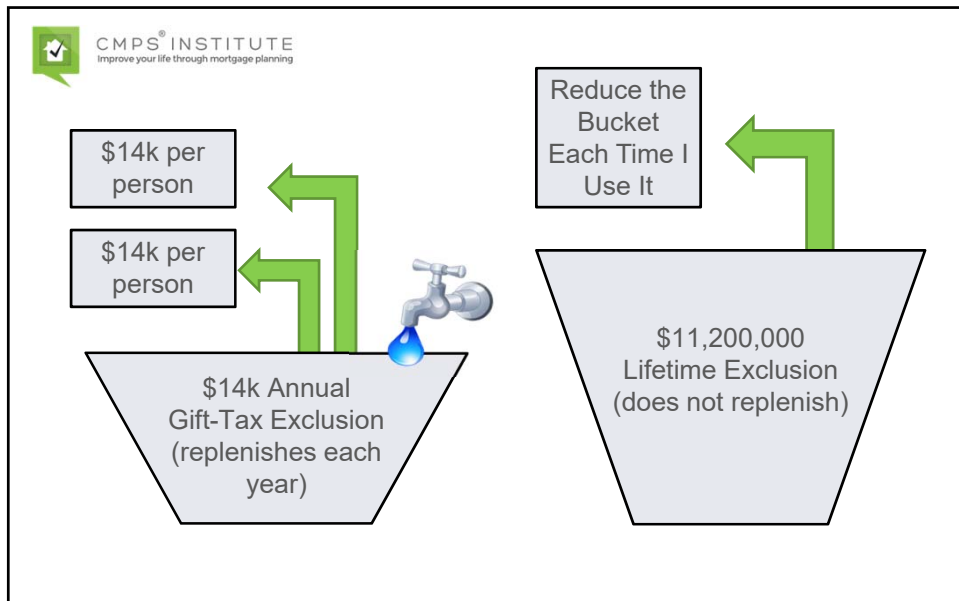 CMPS® INSTITUTE
Improve your life through mortgage planning
$14k per
person
$14k per
person
$14k Annual
Gift-Tax Exclusion
(replenishes each
year)
Reduce the
Bucket
Each Time I
Use It
$11,200,000
Lifetime Exclusion
(does not replenish)